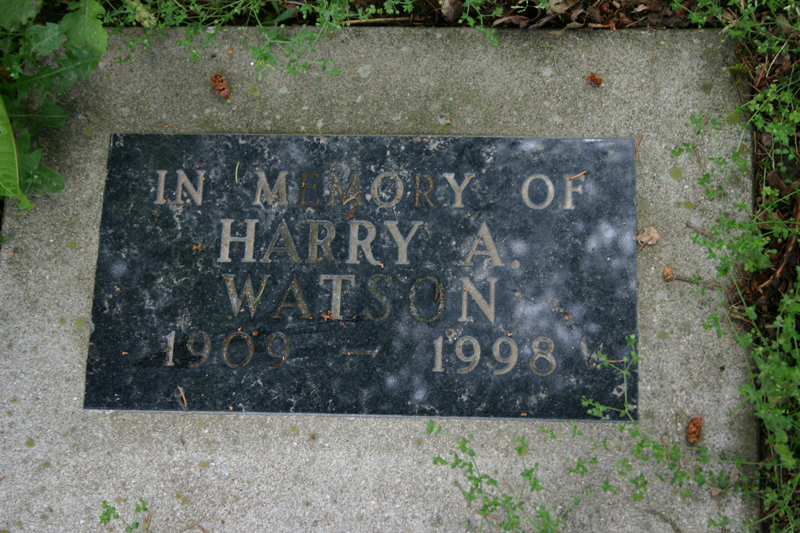 IN MEMORY OF
HARRY A.
WATSON
1909 — 1998